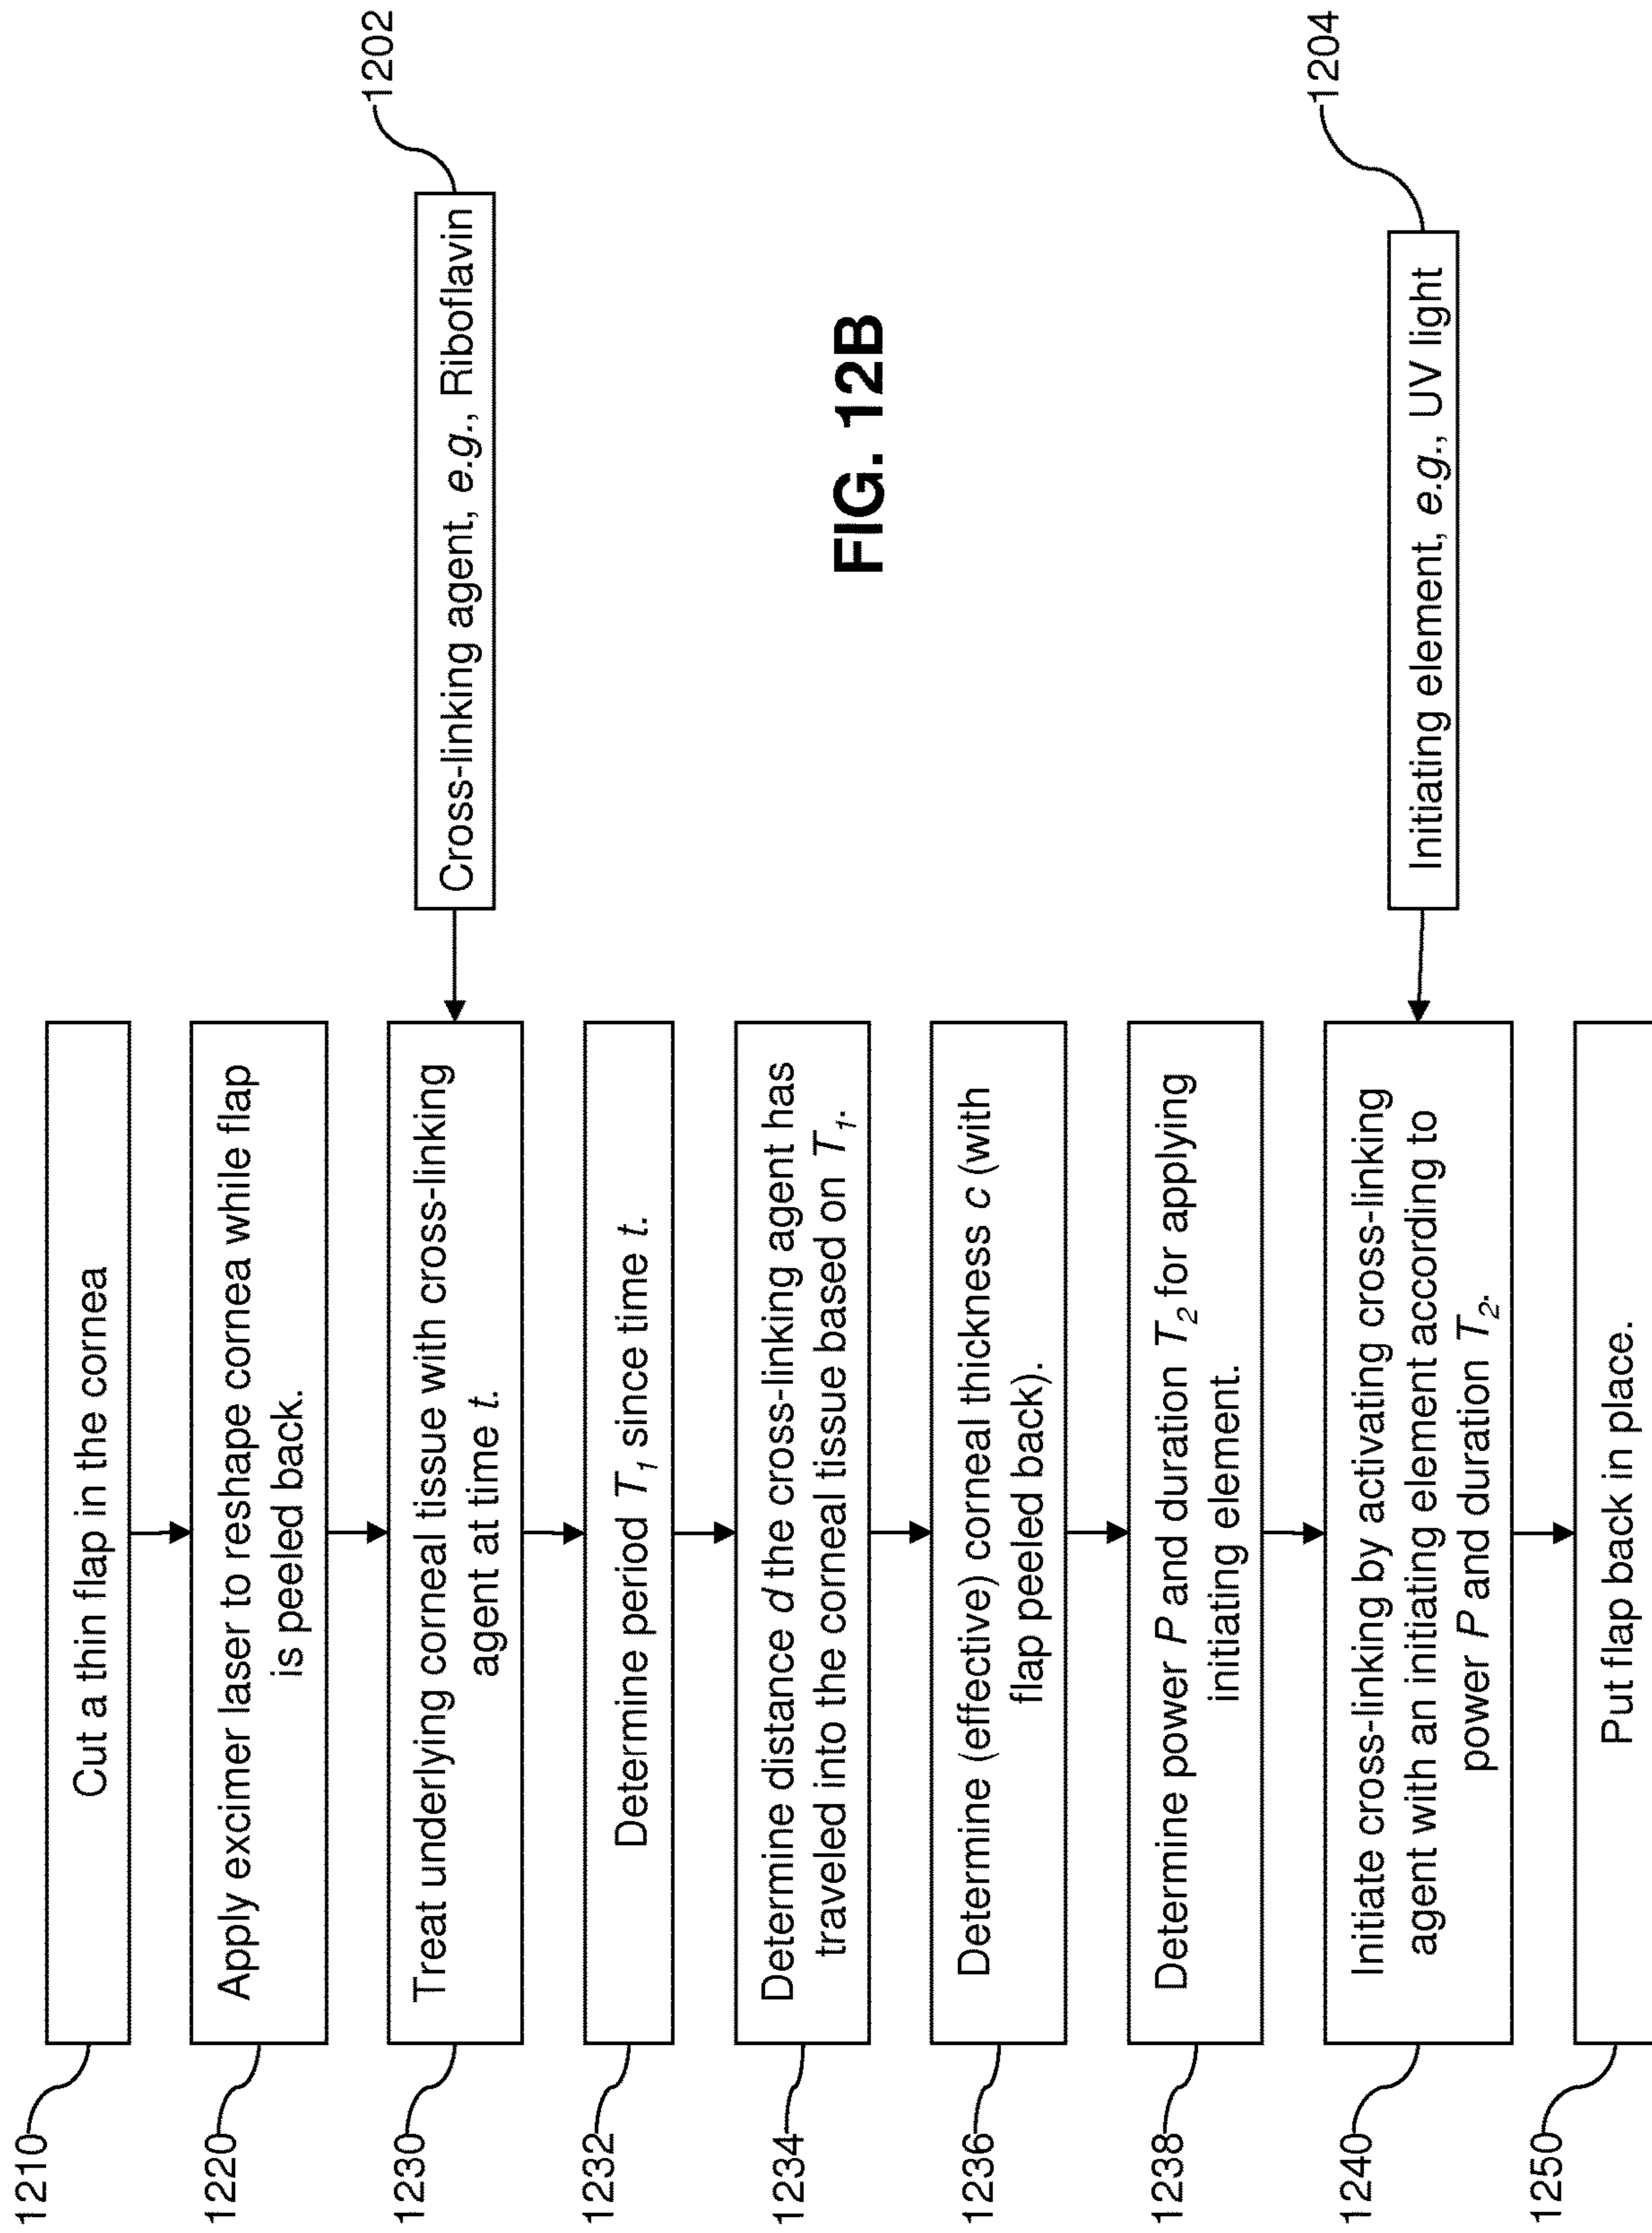 1210
Cut a thin flap in the cornea
1220
Apply excimer laser to reshape cornea while flap
is peeled back.
1230
Treat underlying corneal tissue with cross-linking
agent at time t.
Cross-linking agent, e.g., Riboflavin
1202
1232
Determine period T₁ since time t.
1234
Determine distance d the cross-linking agent has
traveled into the corneal tissue based on T₁.
1236
Determine (effective) corneal thickness c (with
flap peeled back).
1238
Determine power P and duration T₂ for applying
initiating element.
1240
Initiate cross-linking by activating cross-linking
agent with an initiating element according to
power P and duration T₂.
Initiating element, e.g., UV light
1204
1250
Put flap back in place.
FIG. 12B